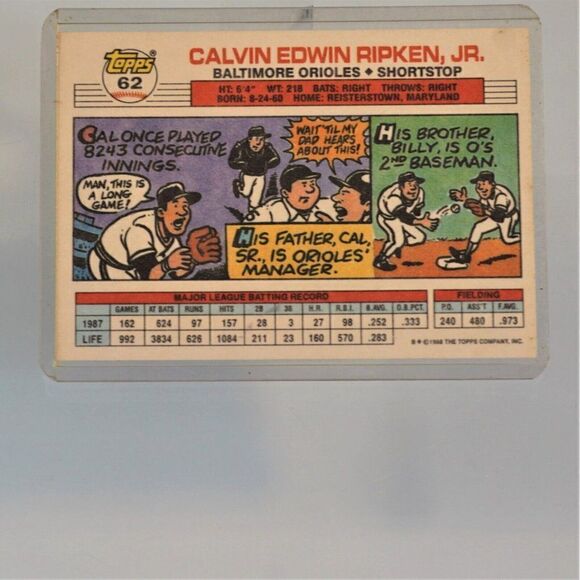 Topps®
62
CALVIN EDWIN RIPKEN, JR.
BALTIMORE ORIOLES ◆ SHORTSTOP
HT: 6'4" WT: 218 BATS: RIGHT THROWS: RIGHT
BORN: 8-24-60 HOME: REISTERSTOWN, MARYLAND
CAL ONCE PLAYED
8243 CONSECUTIVE
INNINGS.
MAN, THIS IS
A LONG
GAME!
WAIT 'TIL MY
DAD HEARS
ABOUT THIS!
HIS FATHER, CAL,
SR., IS ORIOLES'
MANAGER.
HIS BROTHER,
BILLY, IS O'S
2ND BASEMAN.
MAJOR LEAGUE BATTING RECORD FIELDING
GAMES AT BATS RUNS HITS 2B 3B H.R. R.B.I. B.AVG. O.B.PCT. P.O. ASS'T F.AVG.
1987 162 624 97 157 28 3 27 98 .252 .333 240 480 .973
LIFE 992 3834 626 1084 211 23 160 570 .283
B ✶ ©1988 THE TOPPS COMPANY, INC.